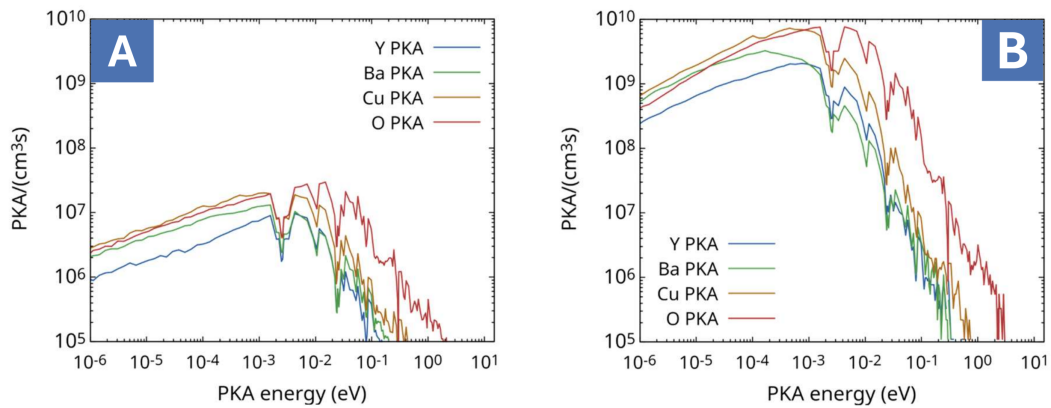 A
10^10
10^9
10^8
10^7
10^6
10^5
PKA/(cm^3s)
Y PKA
Ba PKA
Cu PKA
O PKA
10^-6 10^-5 10^-4 10^-3 10^-2 10^-1 10^0 10^1
PKA energy (eV)
B
10^10
10^9
10^8
10^7
10^6
10^5
PKA/(cm^3s)
Y PKA
Ba PKA
Cu PKA
O PKA
10^-6 10^-5 10^-4 10^-3 10^-2 10^-1 10^0 10^1
PKA energy (eV)